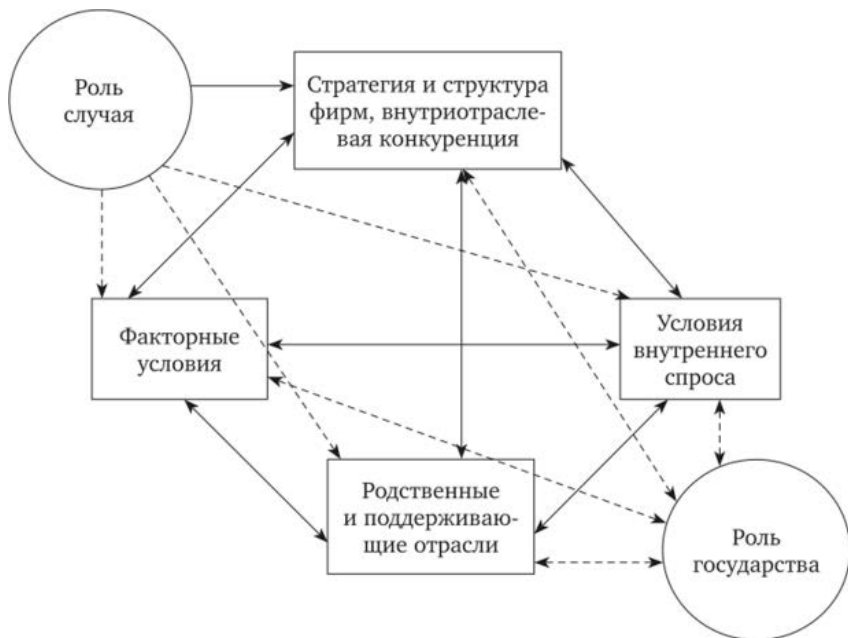 Роль
случая
Стратегия и структура
фирм, внутриотрасле-
вая конкуренция
Факторные
условия
Условия
внутреннего
спроса
Родственные
и поддерживаю-
щие отрасли
Роль
государства